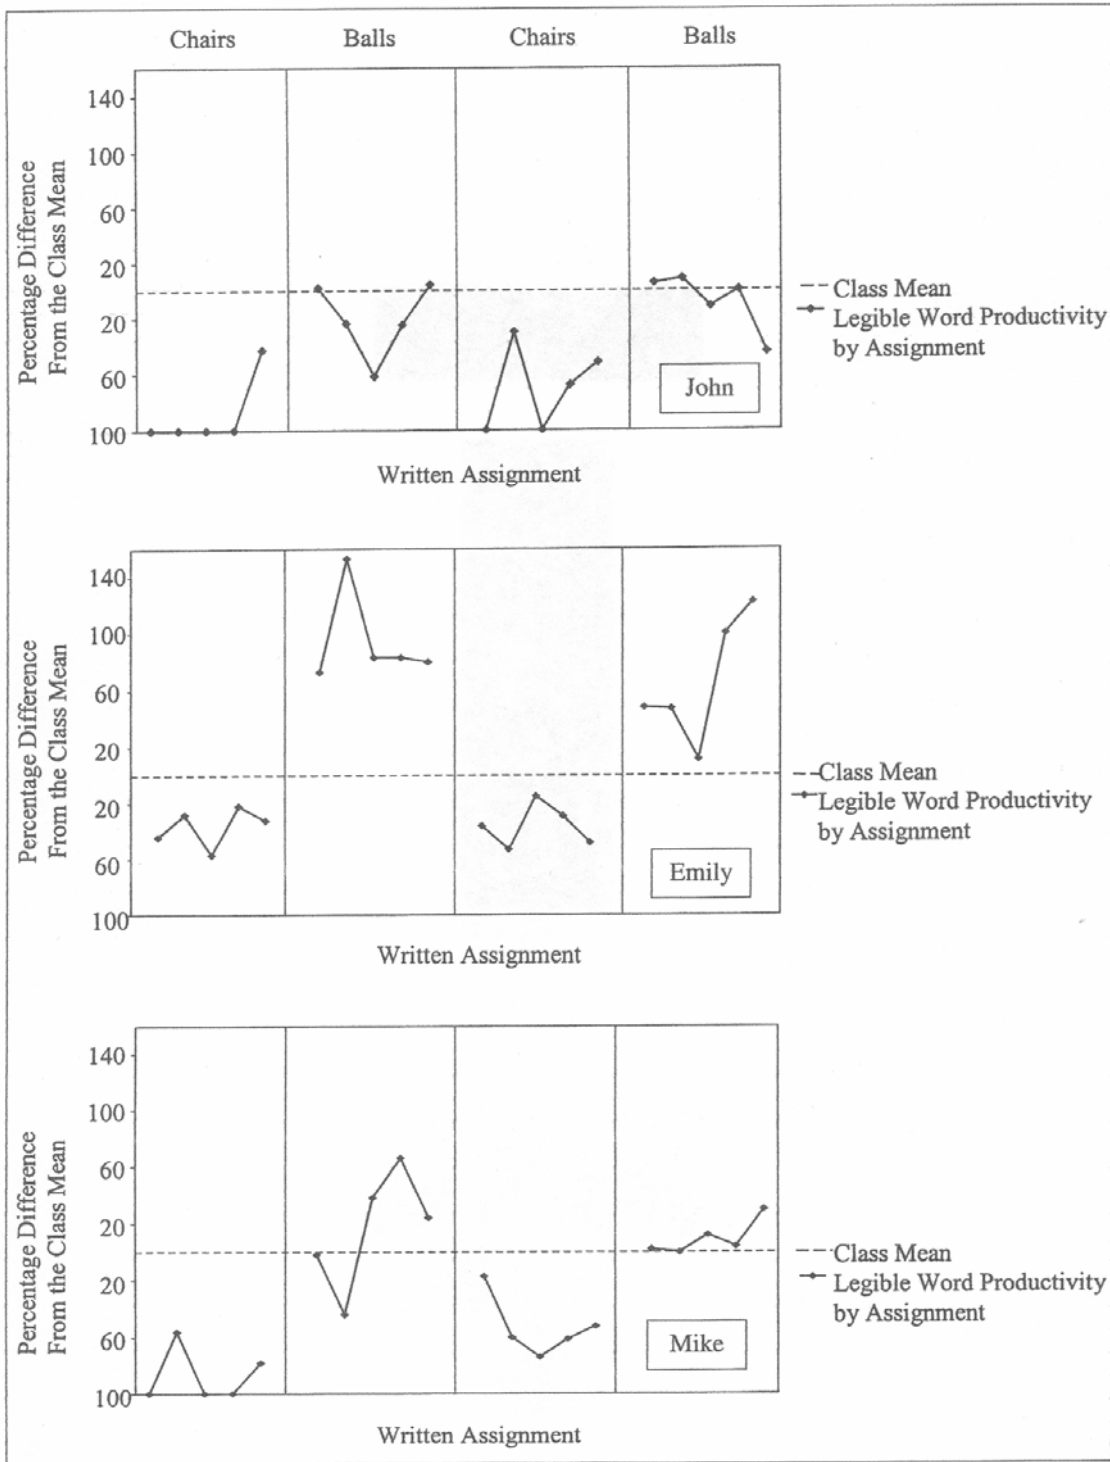 Chairs Balls Chairs Balls
Percentage Difference
From the Class Mean
140
100
60
20
20
60
100
Class Mean
Legible Word Productivity
by Assignment
John
Written Assignment
Percentage Difference
From the Class Mean
140
100
60
20
20
60
100
Class Mean
Legible Word Productivity
by Assignment
Emily
Written Assignment
Percentage Difference
From the Class Mean
140
100
60
20
20
60
100
Class Mean
Legible Word Productivity
by Assignment
Mike
Written Assignment